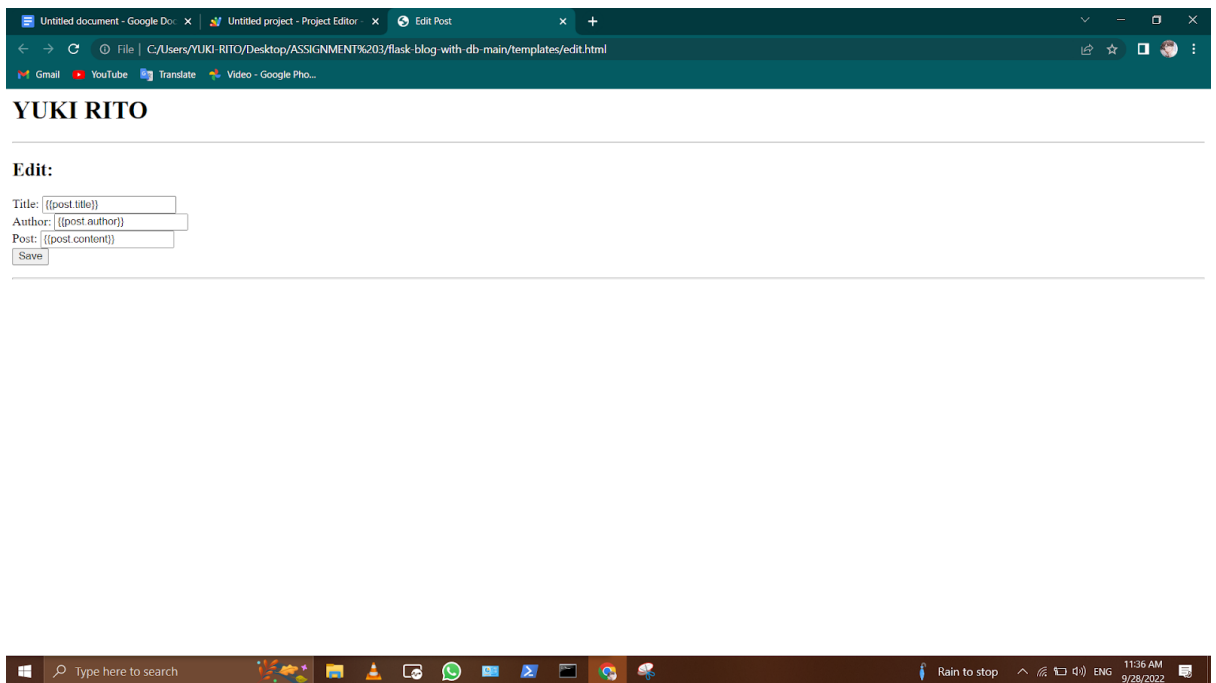 Untitled document - Google Doc
Untitled project - Project Editor -
Edit Post
File | C:/Users/YUKI-RITO/Desktop/ASSIGNMENT%203/flask-blog-with-db-main/templates/edit.html
Gmail YouTube Translate Video - Google Pho...
YUKI RITO
Edit:
Title: {{post.title}}
Author: {{post.author}}
Post: {{post.content}}
Save
Type here to search
Rain to stop
ENG
11:36 AM
9/28/2022